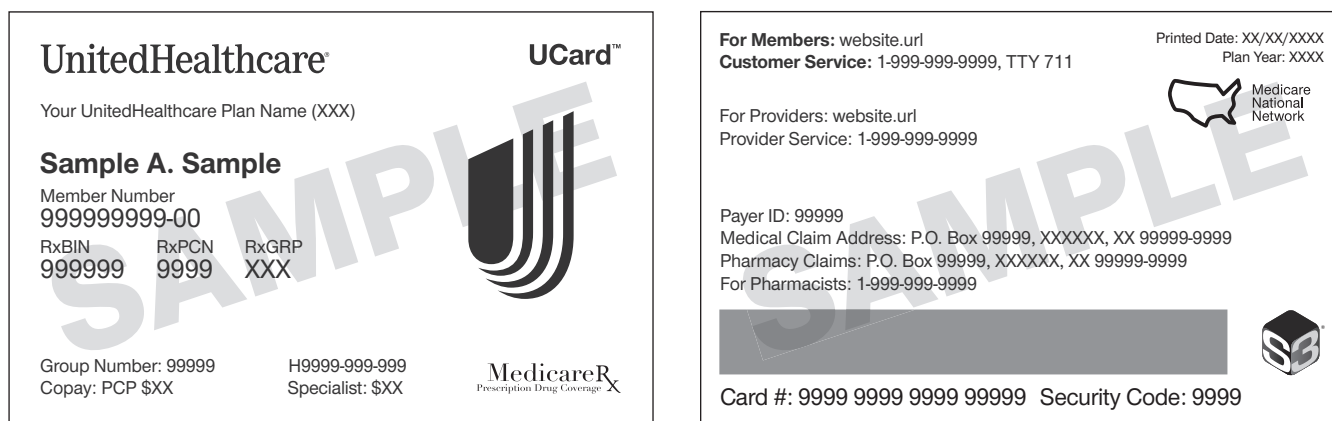 UnitedHealthcare®
UCard™
Your UnitedHealthcare Plan Name (XXX)
Sample A. Sample
Member Number
999999999-00
RxBIN RxPCN RxGRP
999999 9999 XXX
Group Number: 99999 H9999-999-999
Copay: PCP $XX Specialist: $XX
MedicareRx
Prescription Drug Coverage
SAMPLE
For Members: website.url
Customer Service: 1-999-999-9999, TTY 711
Printed Date: XX/XX/XXXX
Plan Year: XXXX
Medicare
National
Network
For Providers: website.url
Provider Service: 1-999-999-9999
Payer ID: 99999
Medical Claim Address: P.O. Box 99999, XXXXXX, XX 99999-9999
Pharmacy Claims: P.O. Box 99999, XXXXXX, XX 99999-9999
For Pharmacists: 1-999-999-9999
S3®
Card #: 9999 9999 9999 99999 Security Code: 9999
SAMPLE